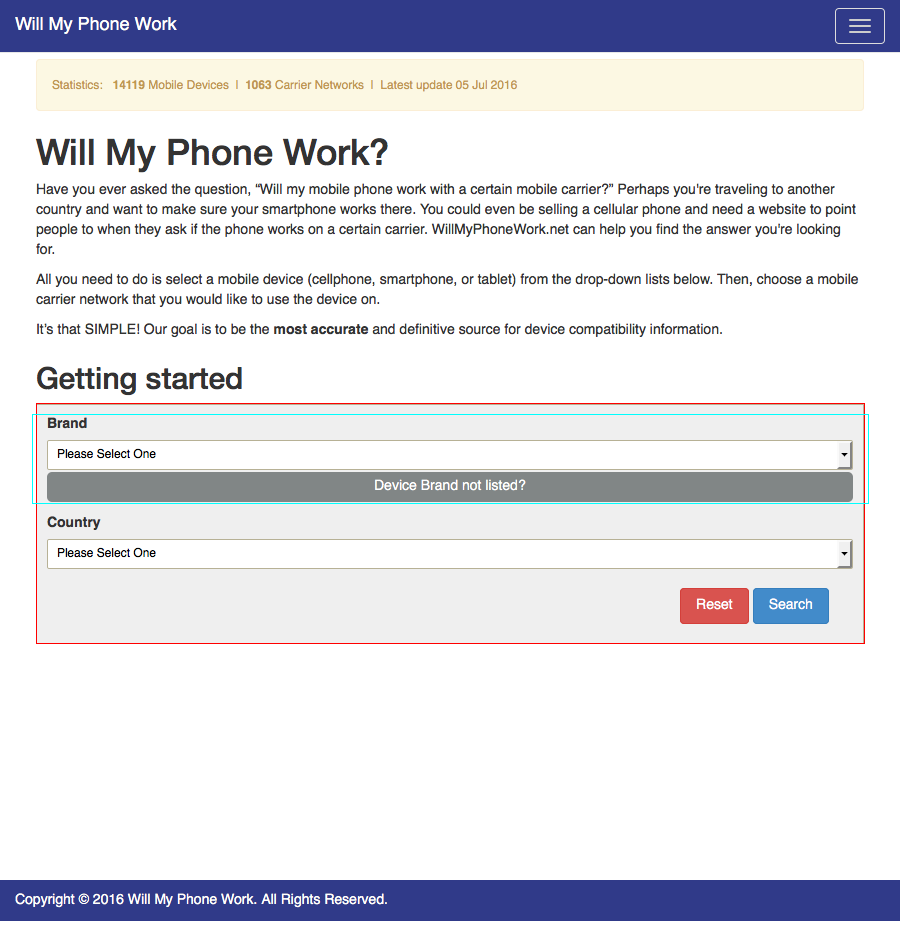 Will My Phone Work
Statistics: 14119 Mobile Devices | 1063 Carrier Networks | Latest update 05 Jul 2016
Will My Phone Work?
Have you ever asked the question, “Will my mobile phone work with a certain mobile carrier?” Perhaps you're traveling to another
country and want to make sure your smartphone works there. You could even be selling a cellular phone and need a website to point
people to when they ask if the phone works on a certain carrier. WillMyPhoneWork.net can help you find the answer you're looking
for.
All you need to do is select a mobile device (cellphone, smartphone, or tablet) from the drop-down lists below. Then, choose a mobile
carrier network that you would like to use the device on.
It’s that SIMPLE! Our goal is to be the most accurate and definitive source for device compatibility information.
Getting started
Brand
Please Select One
Device Brand not listed?
Country
Please Select One
Reset Search
Copyright © 2016 Will My Phone Work. All Rights Reserved.